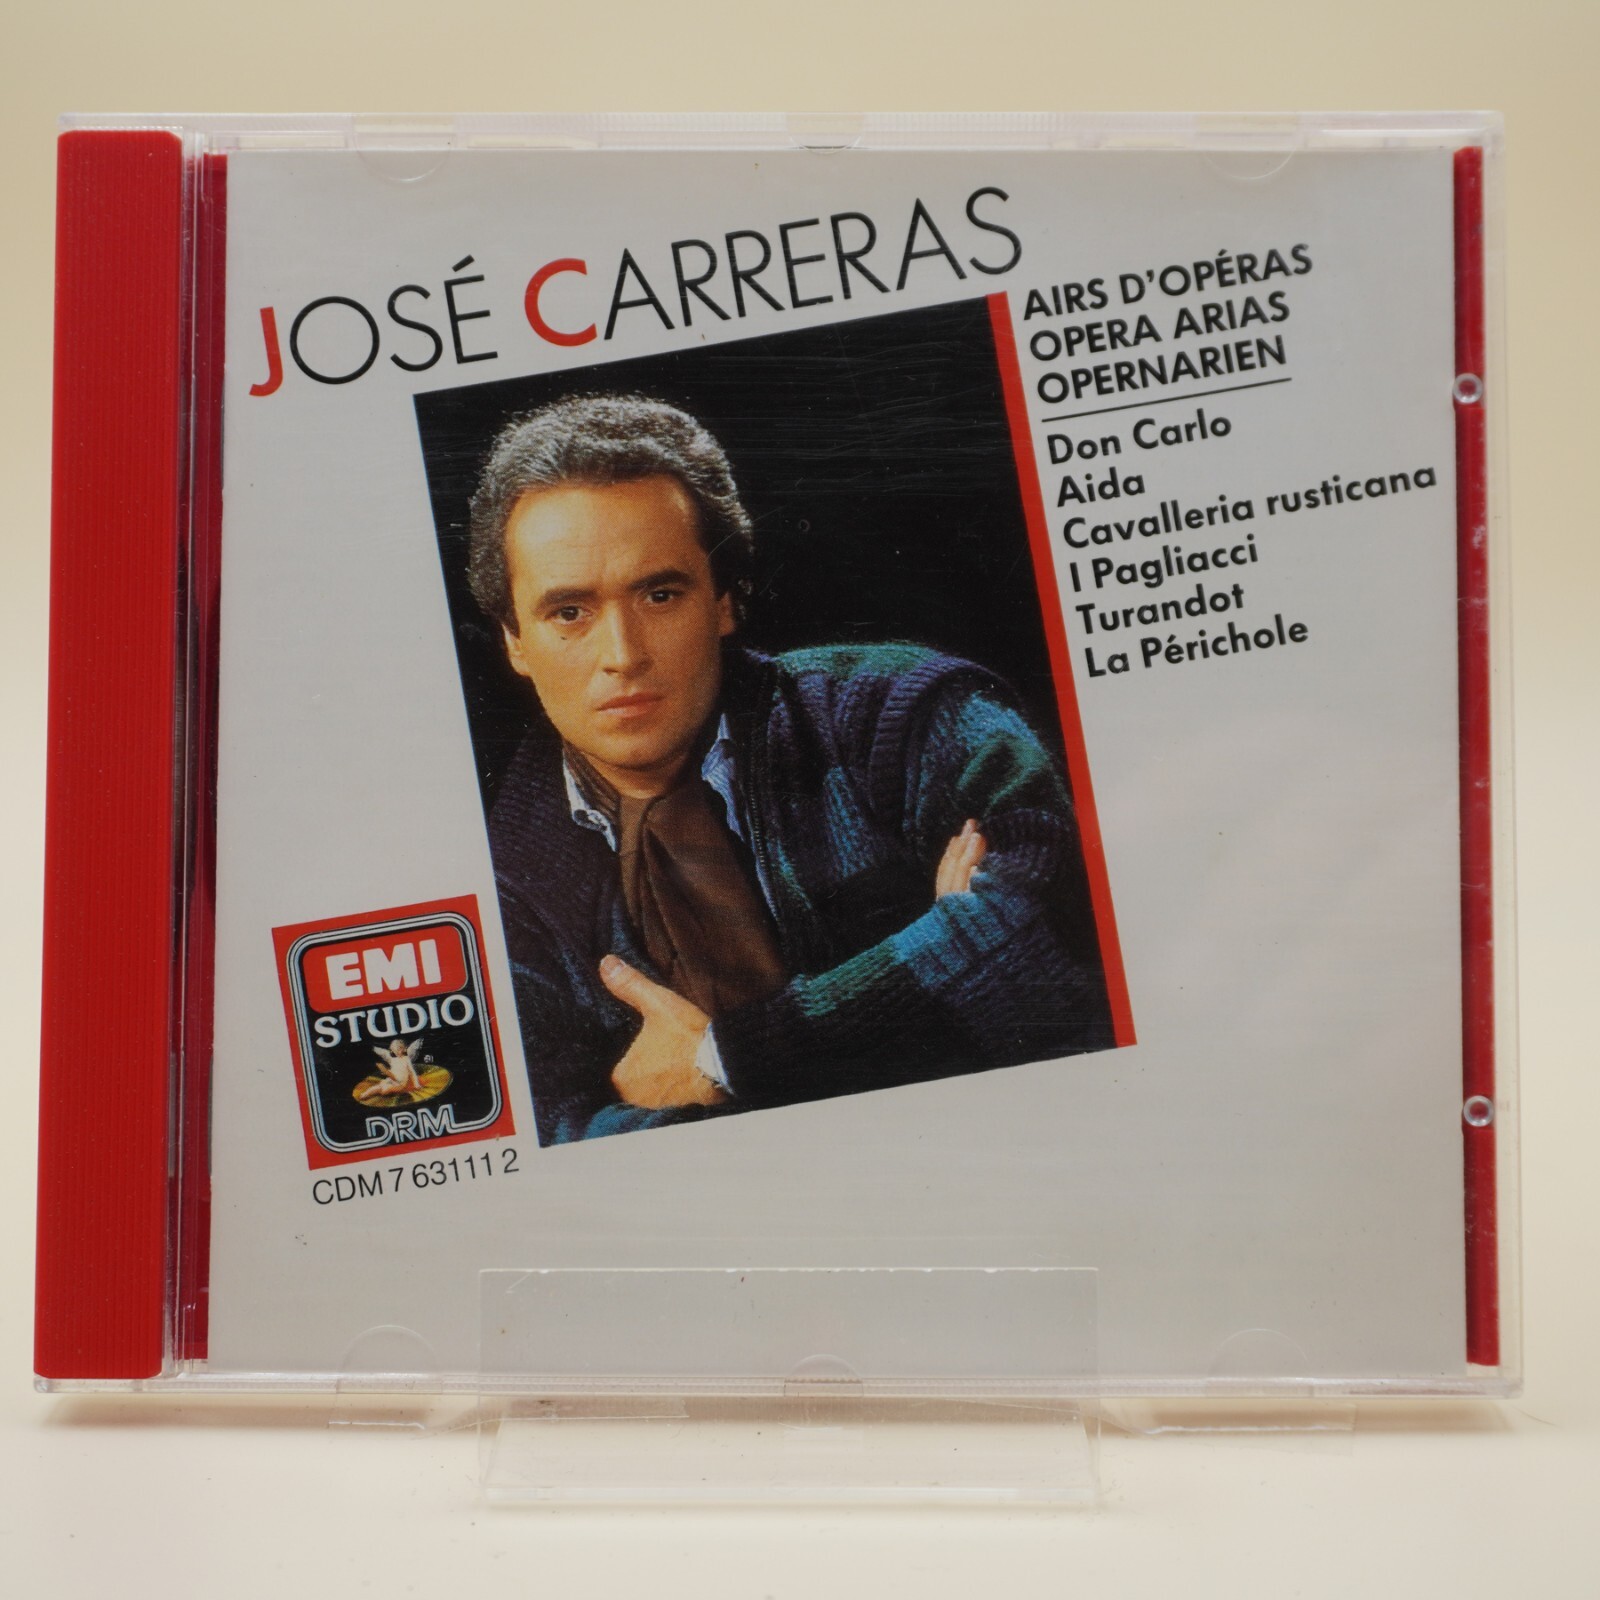 JOSÉ CARRERAS
AIRS D'OPÉRAS
OPERA ARIAS
OPERNARIEN
Don Carlo
Aida
Cavalleria rusticana
I Pagliacci
Turandot
La Périchole
EMI
STUDIO
DRM
CDM 7 63111 2